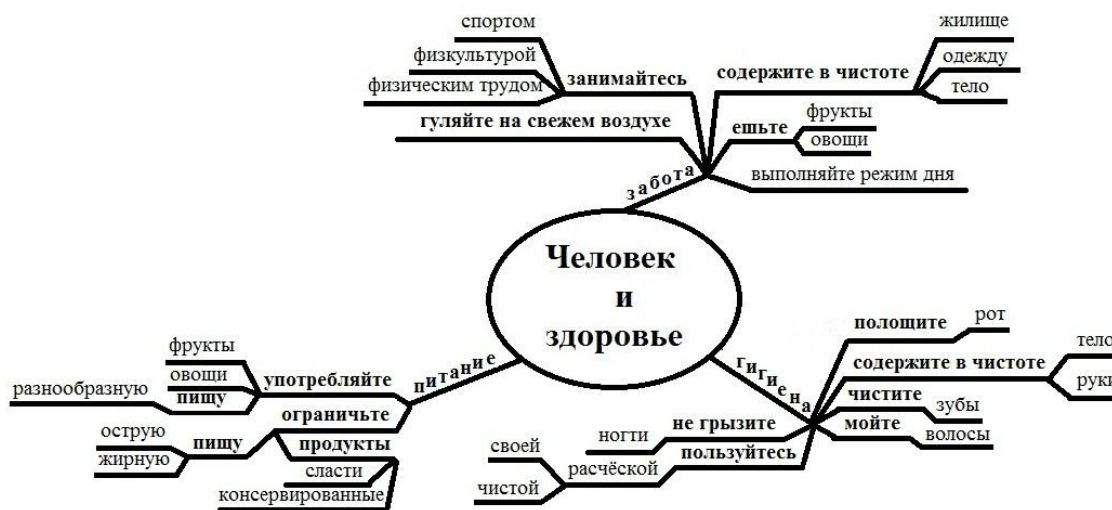 спортом
физкультурой
физическим трудом
занимайтесь
гуляйте на свежем воздухе
содержите в чистоте
жилище
одежду
тело
ешьте
фрукты
овощи
выполняйте режим дня
забота
Человек
и
здоровье
питание
употребляйте
фрукты
овощи
пищу
разнообразную
ограничьте
пищу
острую
жирную
продукты
сласти
консервированные
гигиена
полощите
рот
содержите в чистоте
тело
руки
чистите
зубы
мойте
волосы
не грызите
ногти
пользуйтесь
расчёской
своей
чистой